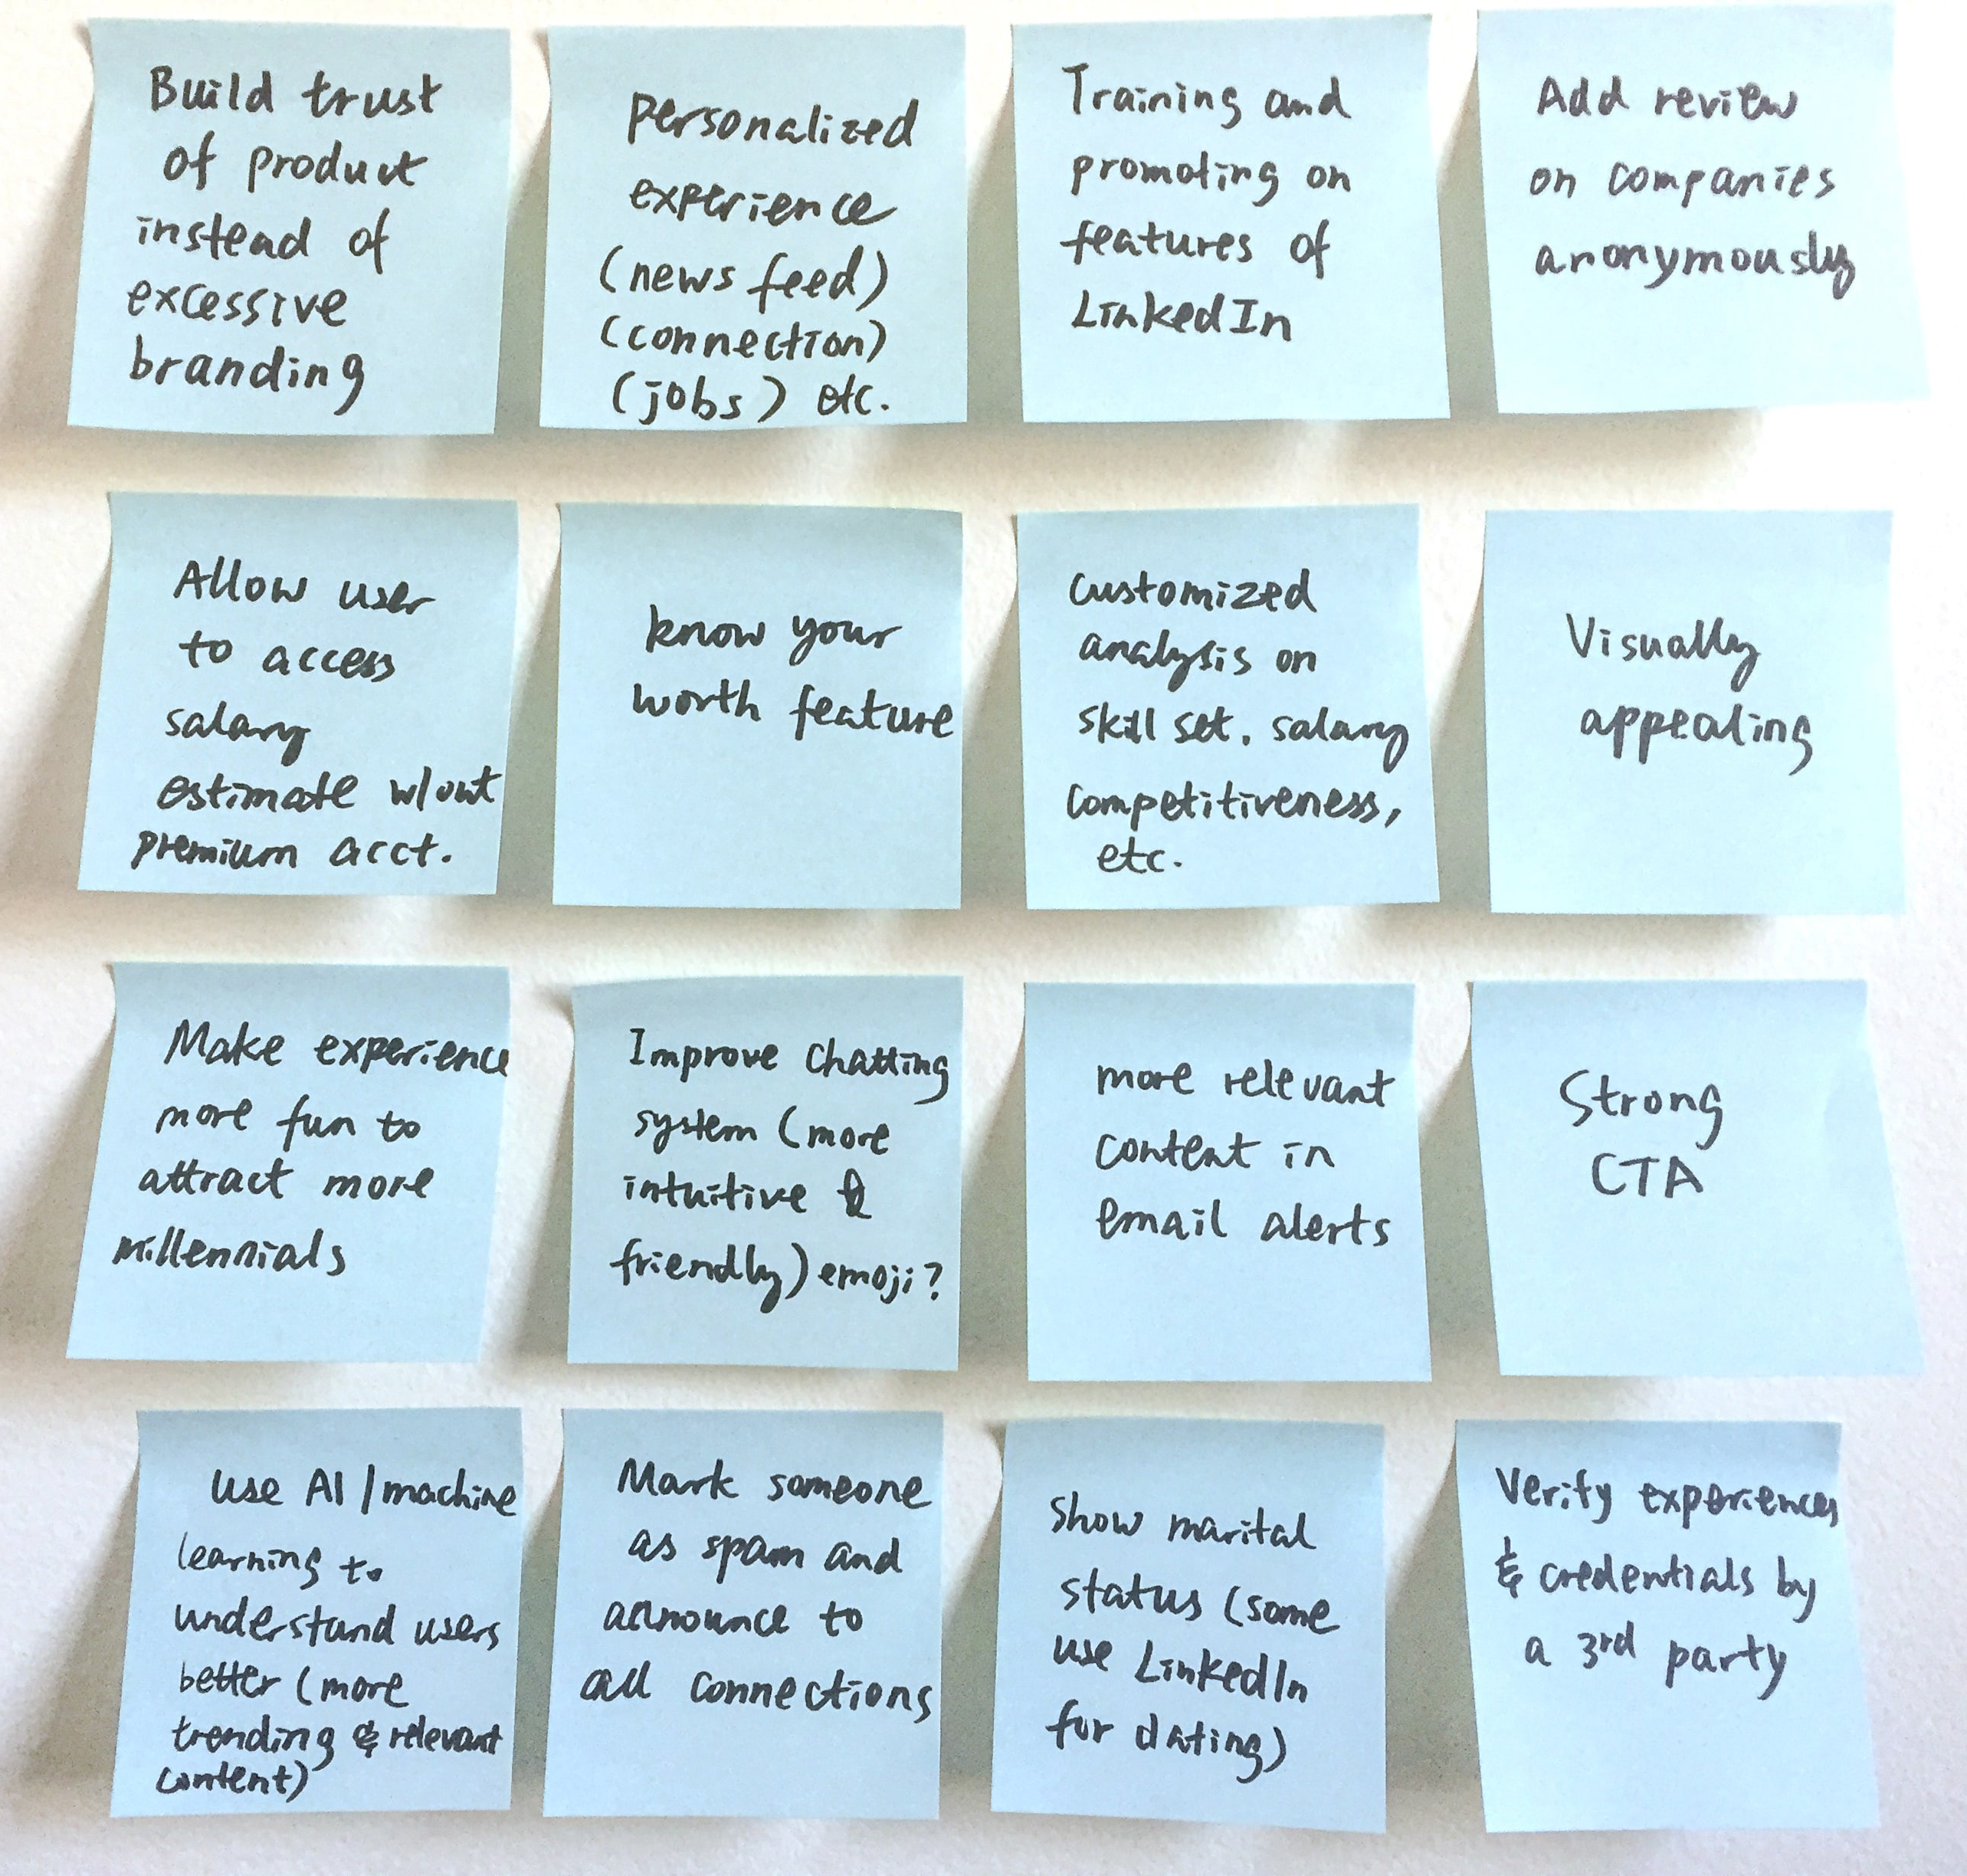 Build trust
of product
instead of
excessive
branding
personalized
experience
(news feed)
(connection)
(jobs) etc.
Training and
promoting on
features of
LinkedIn
Add review
on companies
anonymously
Allow user
to access
salary
estimate w/out
premium acct.
know your
worth feature
customized
analysis on
skill set, salary
competitiveness,
etc.
Visually
appealing
Make experience
more fun to
attract more
millennials
Improve chatting
system (more
intuitive &
friendly) emoji?
more relevant
content in
email alerts
Strong
CTA
use AI/machine
learning to
understand users
better (more
trending & relevant
content)
Mark someone
as spam and
announce to
all connections
show marital
status (some
use LinkedIn
for dating)
Verify experiences
& credentials by
a 3rd party